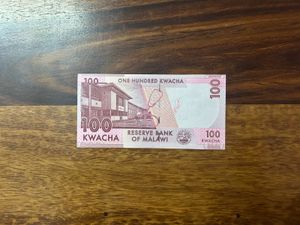 100
ONE HUNDRED KWACHA
100
100
KWACHA
RESERVE BANK
OF MALAWI
100
KWACHA